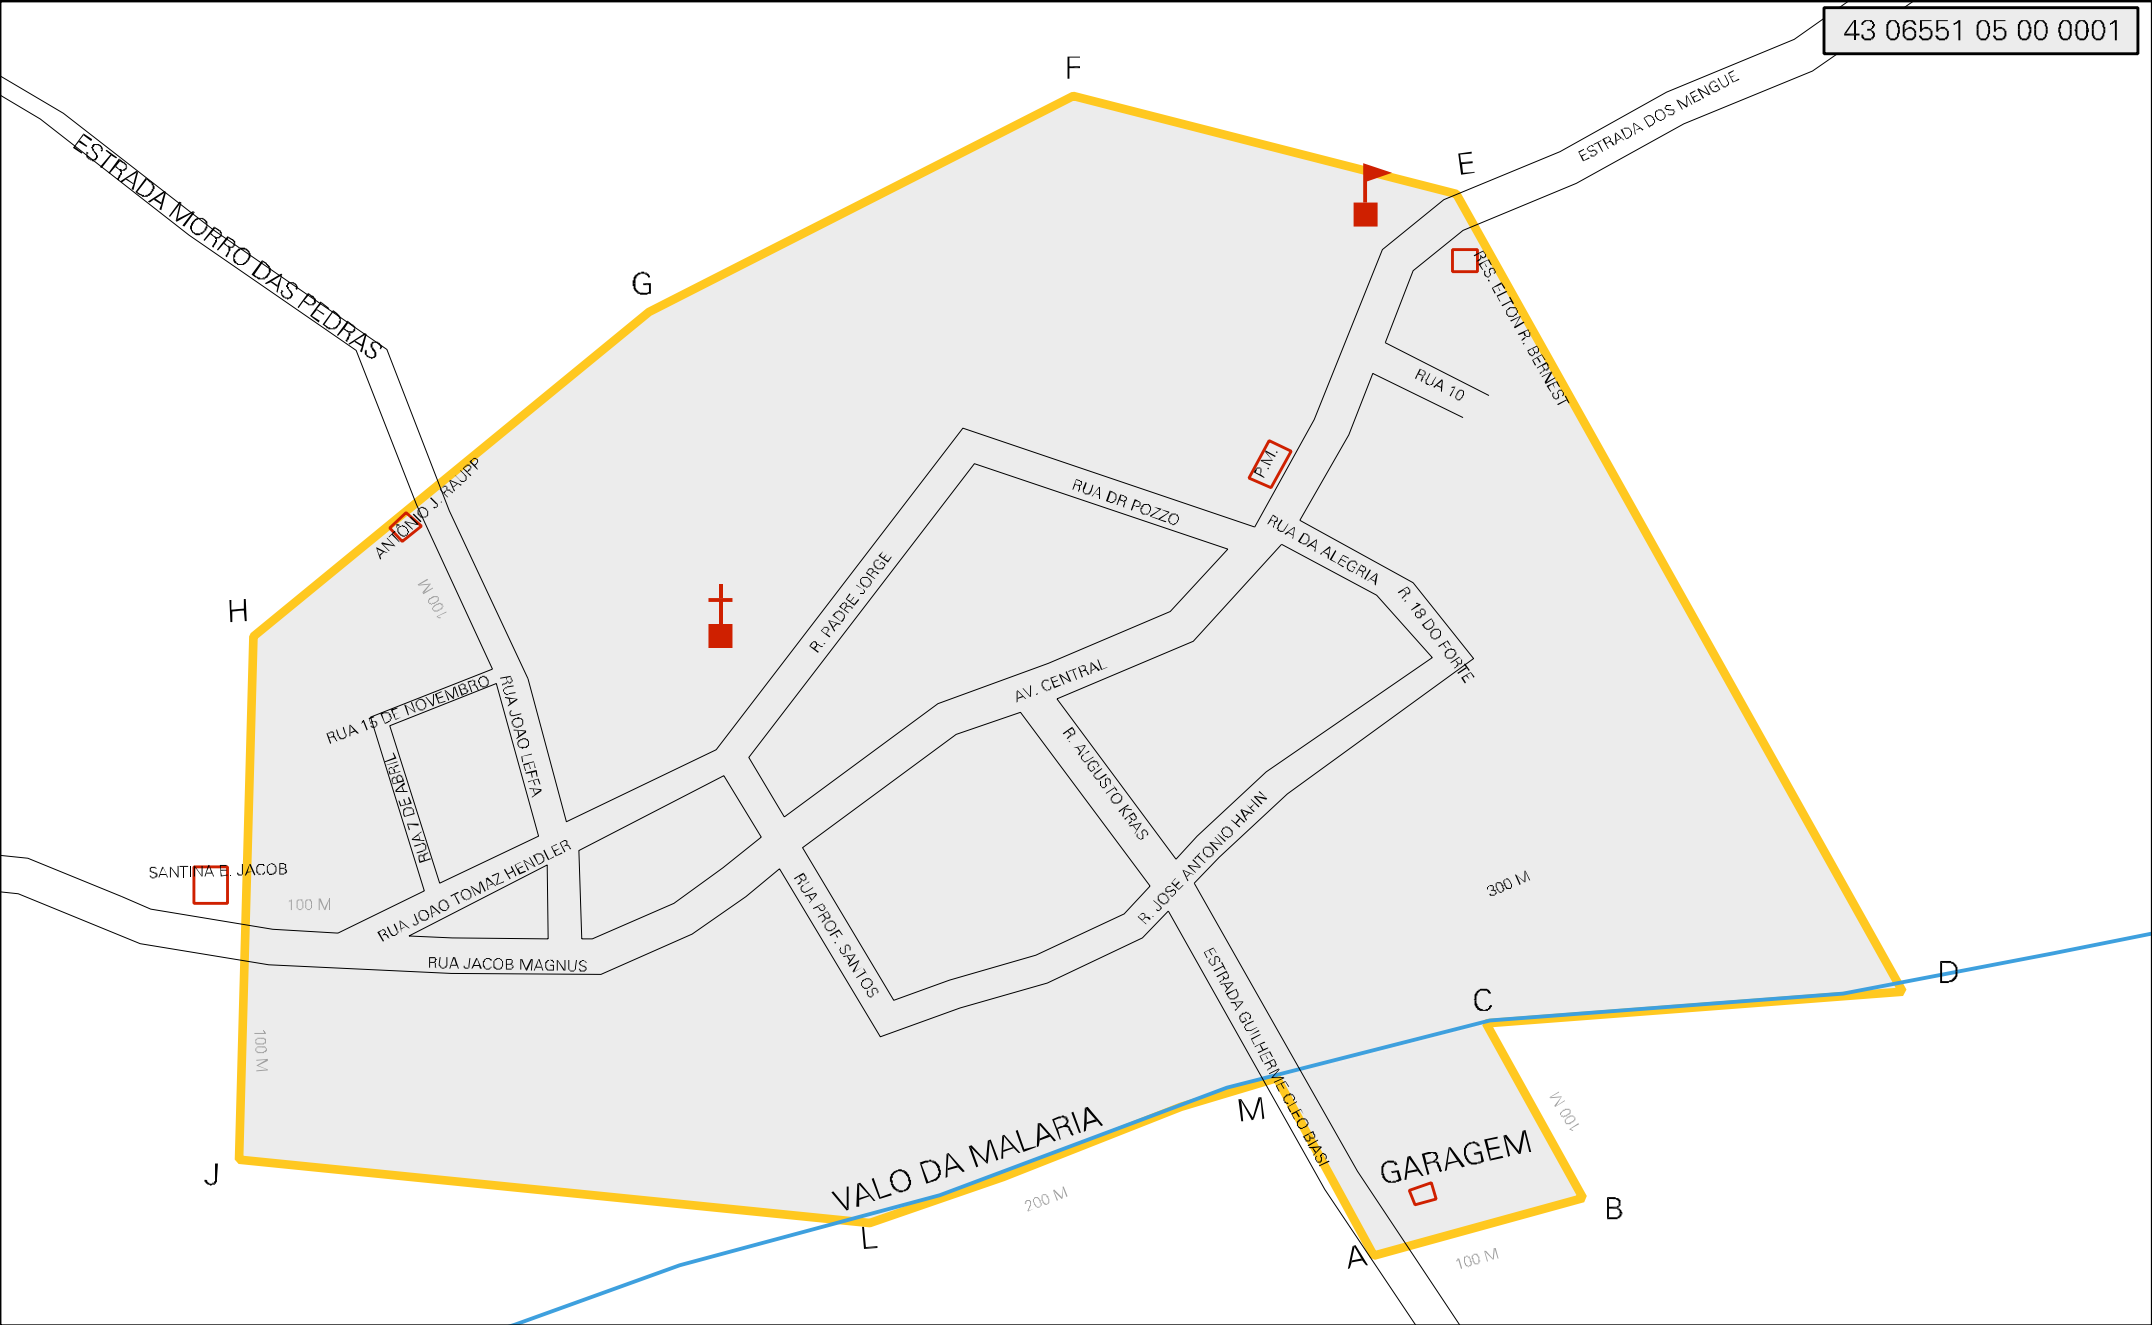 43 06551 05 00 0001
F
ESTRADA DOS MENGUE
E
ESTRADA MORRO DAS PEDRAS
G
RES. ELTON R. BERNEST
RUA 10
P.M.
RUA DR POZZO
ANTÔNIO J. RAUPP
100 M
RUA DA ALEGRIA
R. PADRE JORGE
R. 18 DO FORTE
H
RUA 15 DE NOVEMBRO
RUA JOAO LEFFA
AV. CENTRAL
R. AUGUSTO KRAS
RUA 7 DE ABRIL
SANTINA E. JACOB
100 M
RUA JOAO TOMAZ HENDLER
R. JOSE ANTONIO HAHN
RUA PROF. SANTOS
300 M
RUA JACOB MAGNUS
D
C
ESTRADA GUILHERME CLEO BIASI
100 M
M
100 M
VALO DA MALARIA
GARAGEM
J
200 M
B
L
A
100 M